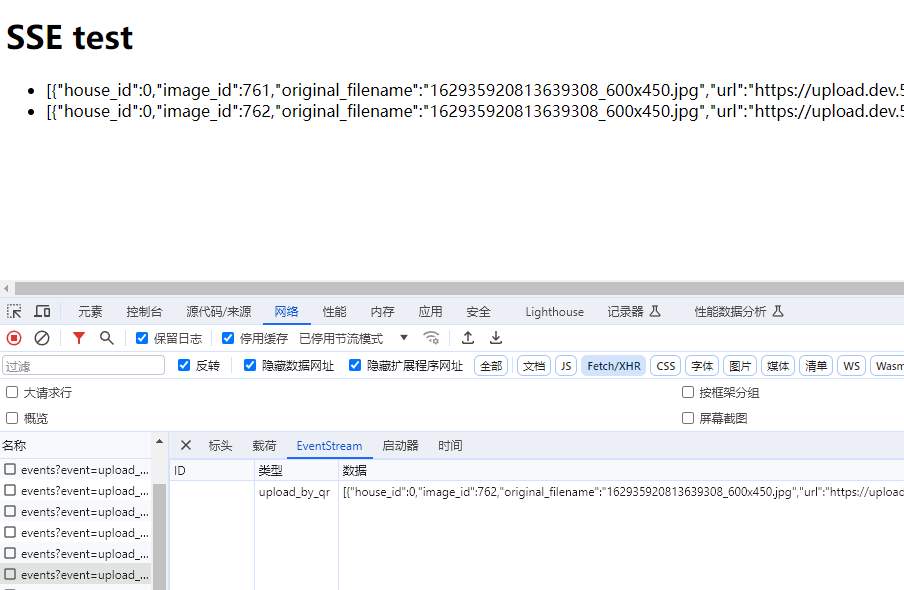 SSE test
[{"house_id":0,"image_id":761,"original_filename":"162935920813639308_600x450.jpg","url":"https://upload.dev.5
[{"house_id":0,"image_id":762,"original_filename":"162935920813639308_600x450.jpg","url":"https://upload.dev.5
元素 控制台 源代码/来源 网络 性能 内存 应用 安全 Lighthouse 记录器 性能数据分析
保留日志 停用缓存 已停用节流模式
过滤 反转 隐藏数据网址 隐藏扩展程序网址 全部 文档 JS Fetch/XHR CSS 字体 图片 媒体 清单 WS Wasm
大请求行 按框架分组
概览 屏幕截图
名称 标头 载荷 EventStream 启动器 时间
events?event=upload_... ID 类型 数据
events?event=upload_... upload_by_qr [{"house_id":0,"image_id":762,"original_filename":"162935920813639308_600x450.jpg","url":"https://upload
events?event=upload_...
events?event=upload_...
events?event=upload_...
events?event=upload_...